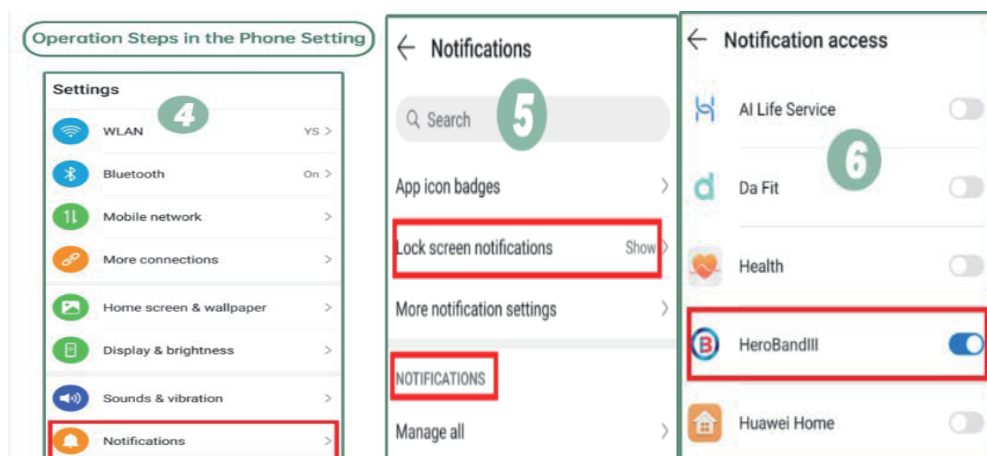 Operation Steps in the Phone Setting
Settings
4
WLAN YS >
Bluetooth On >
Mobile network >
More connections >
Home screen & wallpaper >
Display & brightness >
Sounds & vibration >
Notifications >
← Notifications
Search
5
App icon badges >
Lock screen notifications Show >
More notification settings >
NOTIFICATIONS
Manage all >
← Notification access
AI Life Service
6
Da Fit
Health
HeroBandIII
Huawei Home